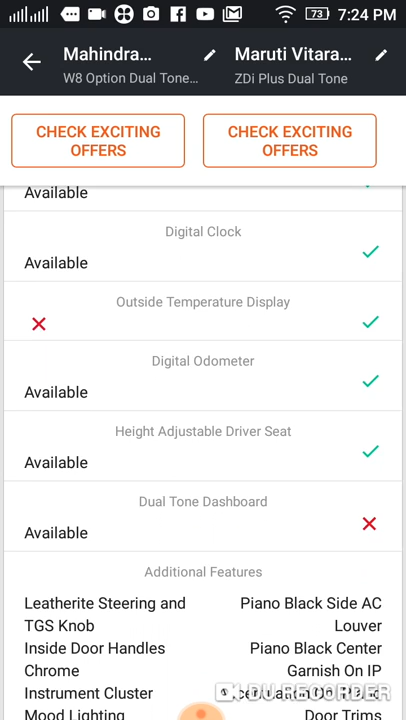 73 7:24 PM
Mahindra... Maruti Vitara...
W8 Option Dual Tone... ZDi Plus Dual Tone
CHECK EXCITING
OFFERS
CHECK EXCITING
OFFERS
Available
Digital Clock
Available
Outside Temperature Display
Digital Odometer
Available
Height Adjustable Driver Seat
Available
Dual Tone Dashboard
Available
Additional Features
Leatherite Steering and
TGS Knob
Inside Door Handles
Chrome
Instrument Cluster
Mood Lighting
Piano Black Side AC
Louver
Piano Black Center
Garnish On IP
Door Trims
DU RECORDER